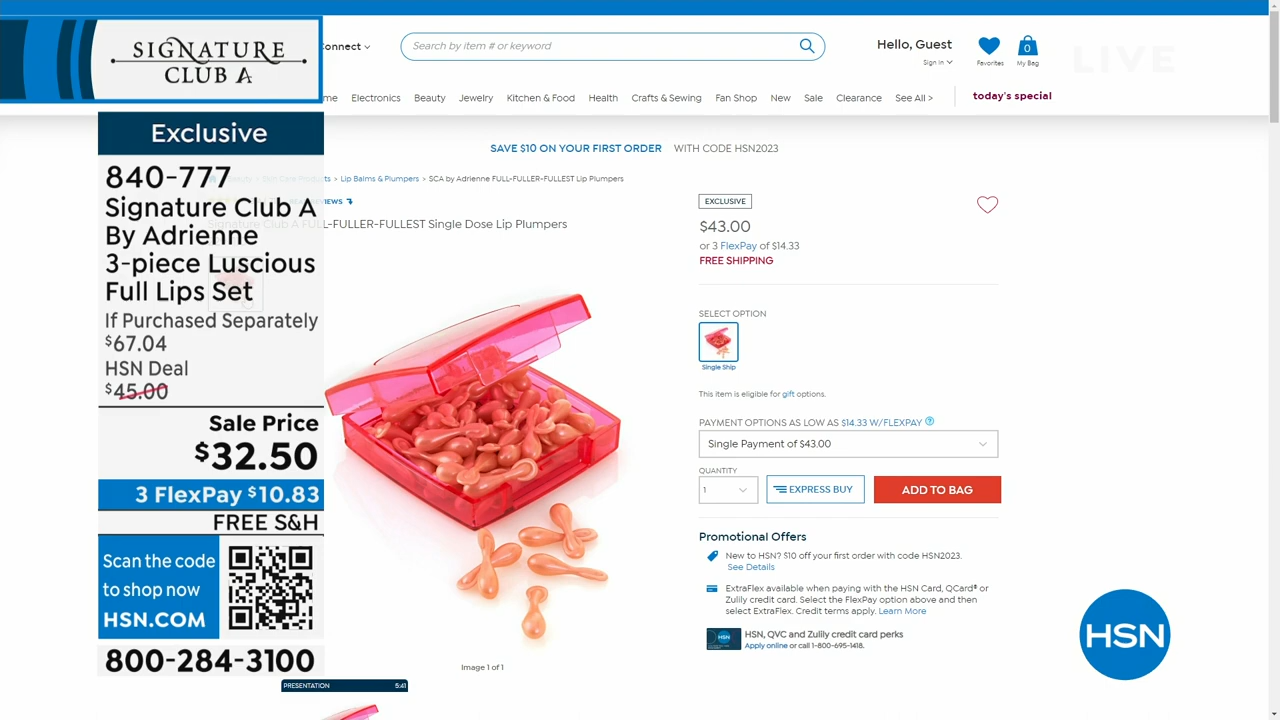 SIGNATURE
CLUB A
Exclusive
840-777
Signature Club A
By Adrienne
3-piece Luscious
Full Lips Set
If Purchased Separately
$67.04
HSN Deal
$45.00
Sale Price
$32.50
3 FlexPay $10.83
FREE S&H
Scan the code
to shop now
HSN.COM
800-284-3100
PRESENTATION 5:41
onnect
Search by item # or keyword
Hello, Guest
Sign In
Favorites
0
My Bag
LIVE
me Electronics Beauty Jewelry Kitchen & Food Health Crafts & Sewing Fan Shop New Sale Clearance See All > today's special
SAVE $10 ON YOUR FIRST ORDER WITH CODE HSN2023
> Lip Balms & Plumpers > SCA by Adrienne FULL-FULLER-FULLEST Lip Plumpers
Signature Club A FULL-FULLER-FULLEST Single Dose Lip Plumpers
Image 1 of 1
EXCLUSIVE
$43.00
or 3 FlexPay of $14.33
FREE SHIPPING
SELECT OPTION
Single Ship
This item is eligible for gift options.
PAYMENT OPTIONS AS LOW AS $14.33 W/FLEXPAY ?
Single Payment of $43.00
QUANTITY
1
EXPRESS BUY
ADD TO BAG
Promotional Offers
New to HSN? $10 off your first order with code HSN2023.
See Details
ExtraFlex available when paying with the HSN Card, QCard® or
Zulily credit card. Select the FlexPay option above and then
select ExtraFlex. Credit terms apply. Learn More
HSN
HSN, QVC and Zulily credit card perks
Apply online or call 1-800-695-1418.
HSN